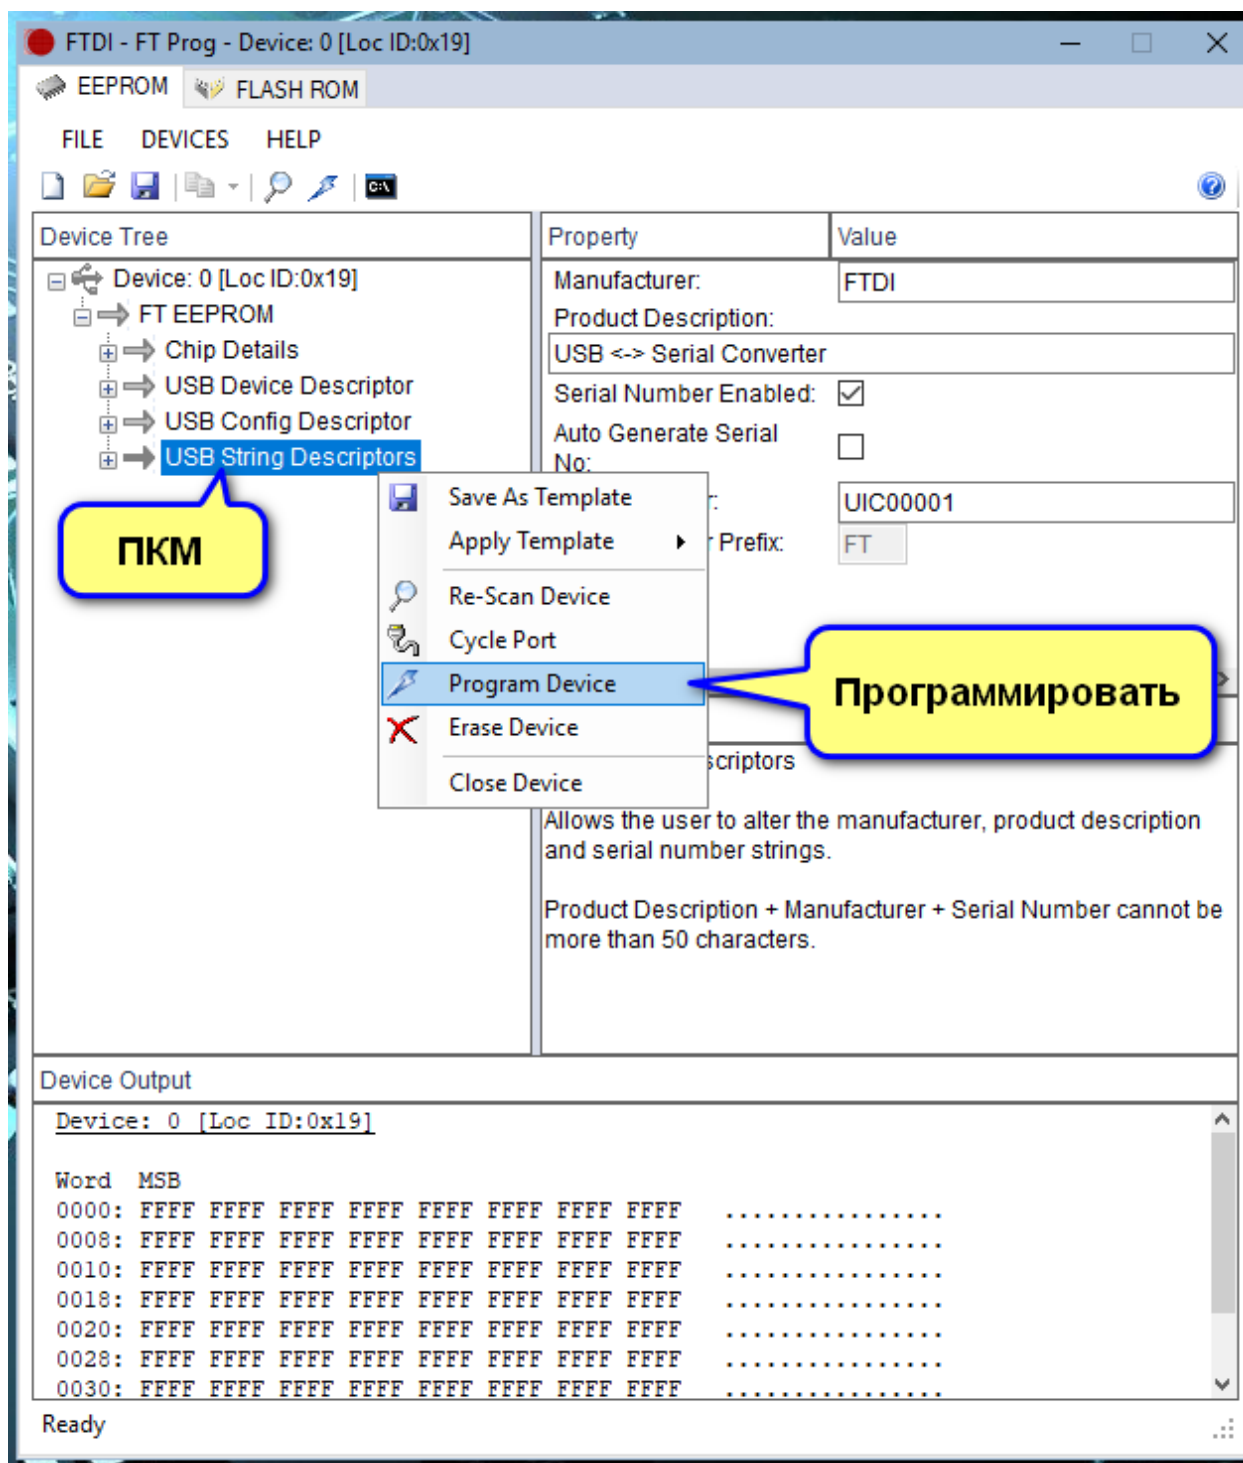 FTDI - FT Prog - Device: 0 [Loc ID:0x19]
EEPROM
FLASH ROM
FILE DEVICES HELP
C:\
Device Tree
Property
Value
Device: 0 [Loc ID:0x19]
FT EEPROM
Chip Details
USB Device Descriptor
USB Config Descriptor
USB String Descriptors
ПКМ
Manufacturer:
FTDI
Product Description:
USB <-> Serial Converter
Serial Number Enabled:
Auto Generate Serial
No:
UIC00001
Prefix:
FT
Save As Template
Apply Template
Re-Scan Device
Cycle Port
Program Device
Erase Device
Close Device
Программировать
scriptors
Allows the user to alter the manufacturer, product description
and serial number strings.
Product Description + Manufacturer + Serial Number cannot be
more than 50 characters.
Device Output
Device: 0 [Loc ID:0x19]
Word MSB
0000: FFFF FFFF FFFF FFFF FFFF FFFF FFFF FFFF ................
0008: FFFF FFFF FFFF FFFF FFFF FFFF FFFF FFFF ................
0010: FFFF FFFF FFFF FFFF FFFF FFFF FFFF FFFF ................
0018: FFFF FFFF FFFF FFFF FFFF FFFF FFFF FFFF ................
0020: FFFF FFFF FFFF FFFF FFFF FFFF FFFF FFFF ................
0028: FFFF FFFF FFFF FFFF FFFF FFFF FFFF FFFF ................
0030: FFFF FFFF FFFF FFFF FFFF FFFF FFFF FFFF ................
Ready